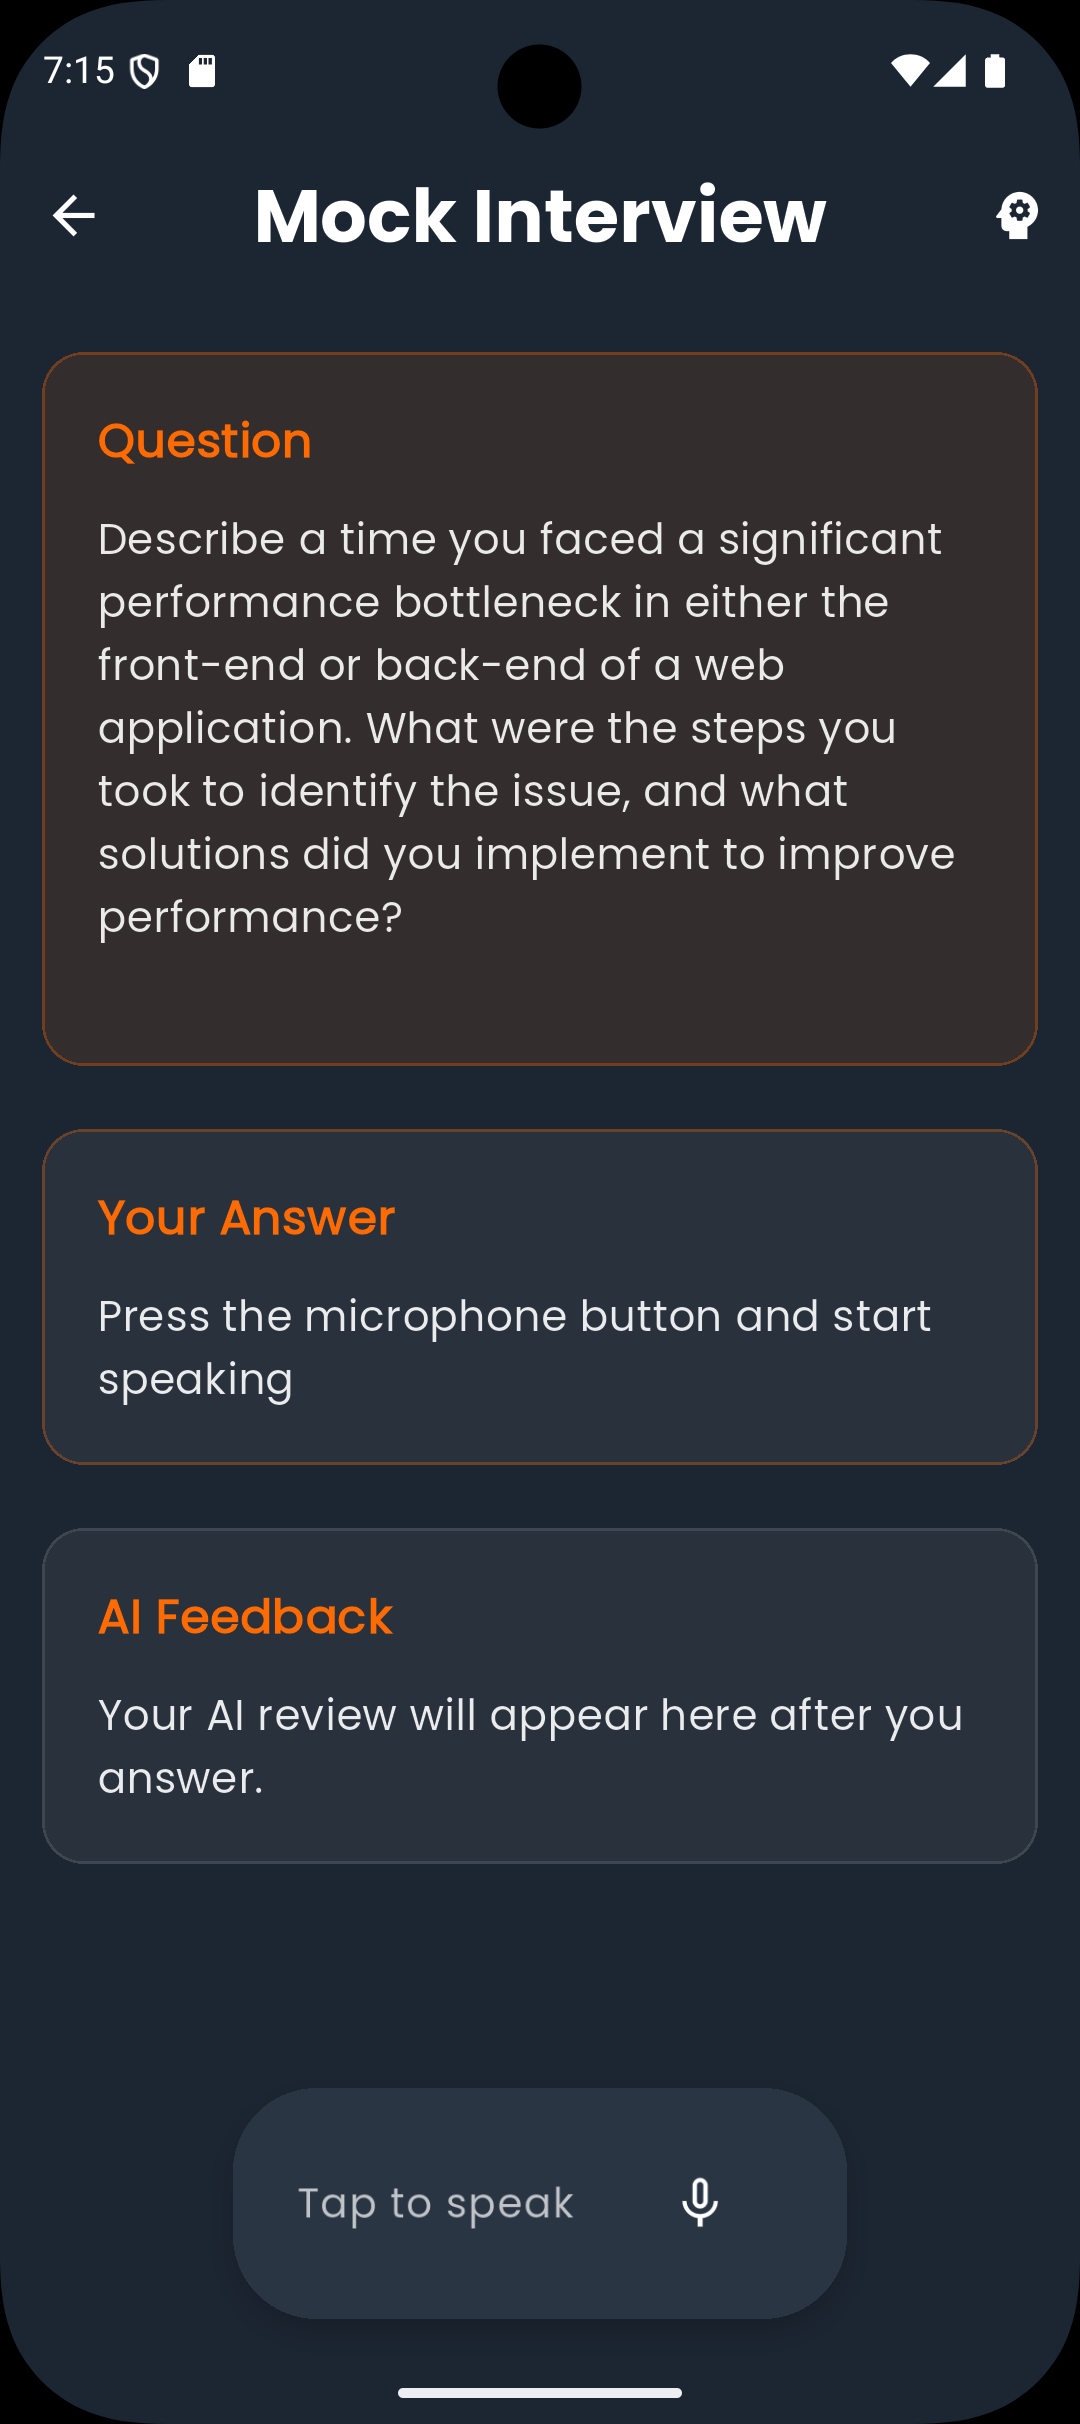 7:15
Mock Interview
Question
Describe a time you faced a significant
performance bottleneck in either the
front-end or back-end of a web
application. What were the steps you
took to identify the issue, and what
solutions did you implement to improve
performance?
Your Answer
Press the microphone button and start
speaking
AI Feedback
Your AI review will appear here after you
answer.
Tap to speak